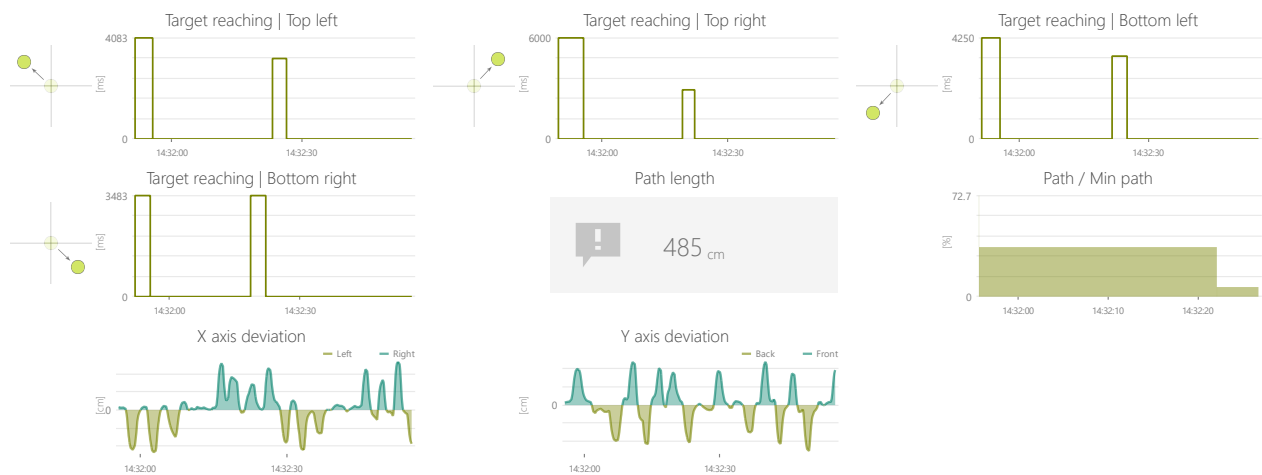 Target reaching | Top left
4083
[ms]
0
14:32:00
14:32:30
Target reaching | Top right
6000
[ms]
0
14:32:00
14:32:30
Target reaching | Bottom left
4250
[ms]
0
14:32:00
14:32:30
Target reaching | Bottom right
3483
[ms]
0
14:32:00
14:32:30
Path length
485 cm
Path / Min path
72.7
[%]
0
14:32:00
14:32:10
14:32:20
X axis deviation
Left Right
[cm]
0
14:32:00
14:32:30
Y axis deviation
Back Front
[cm]
0
14:32:00
14:32:30